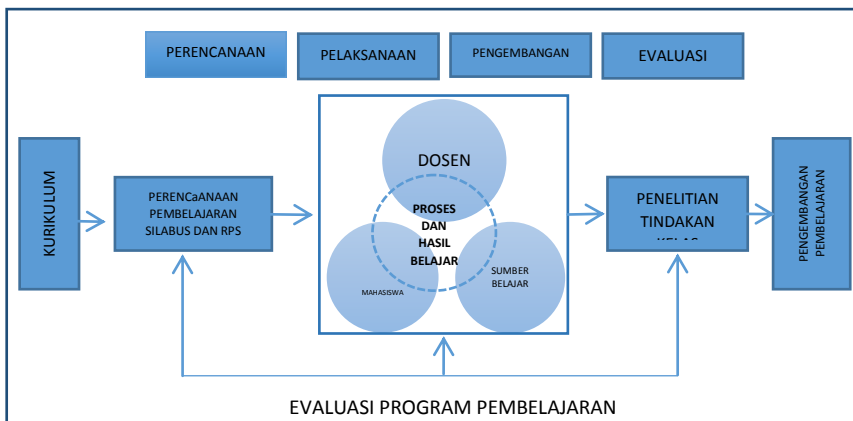 PERENCANAAN
PELAKSANAAN
PENGEMBANGAN
EVALUASI
KURIKULUM
PERENCaANAAN
PEMBELAJARAN
SILABUS DAN RPS
DOSEN
PROSES
DAN
HASIL
BELAJAR
MAHASISWA
SUMBER
BELAJAR
PENELITIAN
TINDAKAN
KELAS
PENGEMBANGAN
PEMBELAJARAN
EVALUASI PROGRAM PEMBELAJARAN